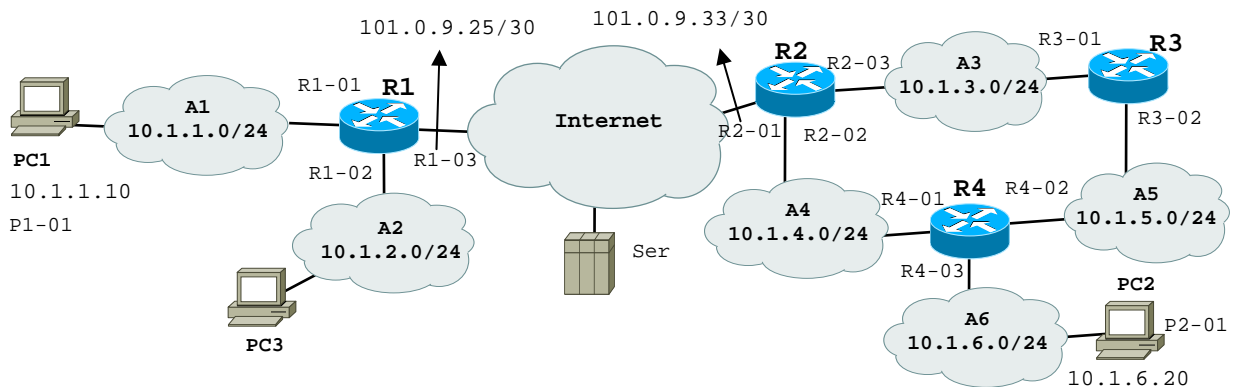 101.0.9.25/30
101.0.9.33/30
R2
R3-01
R3
R2-03
A3
10.1.3.0/24
R1-01
R1
A1
10.1.1.0/24
Internet
R2-01
R2-02
R3-02
PC1
R1-02
R1-03
10.1.1.10
P1-01
A2
10.1.2.0/24
R4
R4-01
R4-02
A4
10.1.4.0/24
A5
10.1.5.0/24
Ser
R4-03
PC2
PC3
A6
10.1.6.0/24
P2-01
10.1.6.20